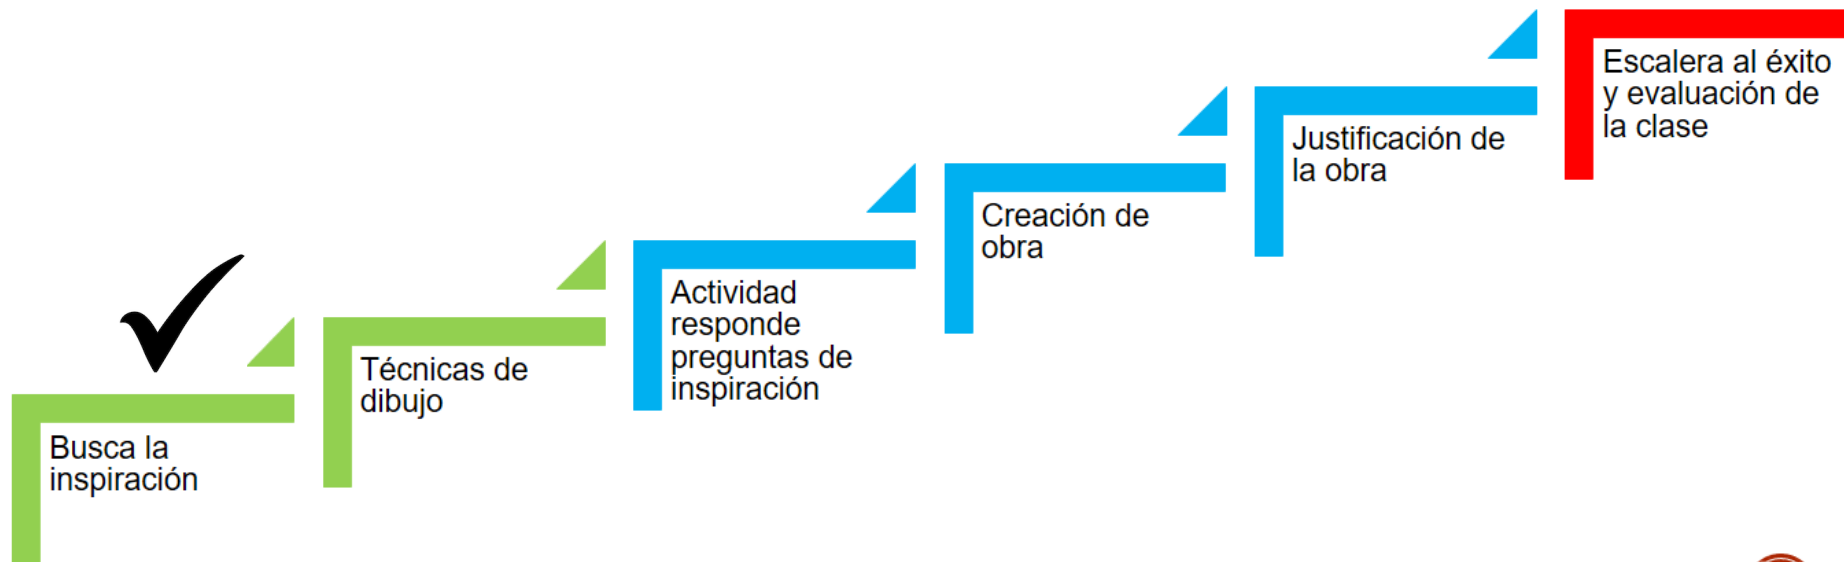 Busca la
inspiración
Técnicas de
dibujo
Actividad
responde
preguntas de
inspiración
Creación de
obra
Justificación de
la obra
Escalera al éxito
y evaluación de
la clase